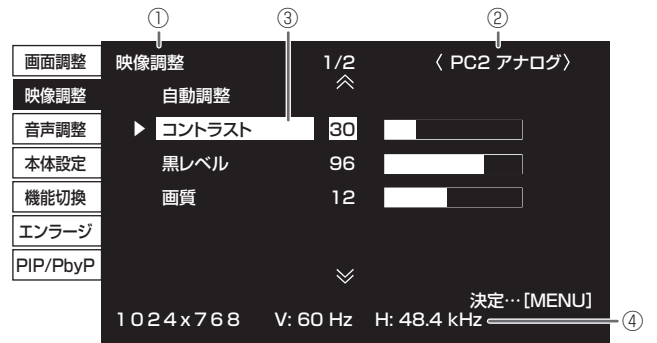 ① ③ ②
画面調整
映像調整
音声調整
本体設定
機能切換
エンラージ
PIP/PbyP
映像調整 1/2 〈 PC2 アナログ〉
自動調整
コントラスト 30
黒レベル 96
画質 12
決定…[MENU]
1024x768 V: 60 Hz H: 48.4 kHz ④